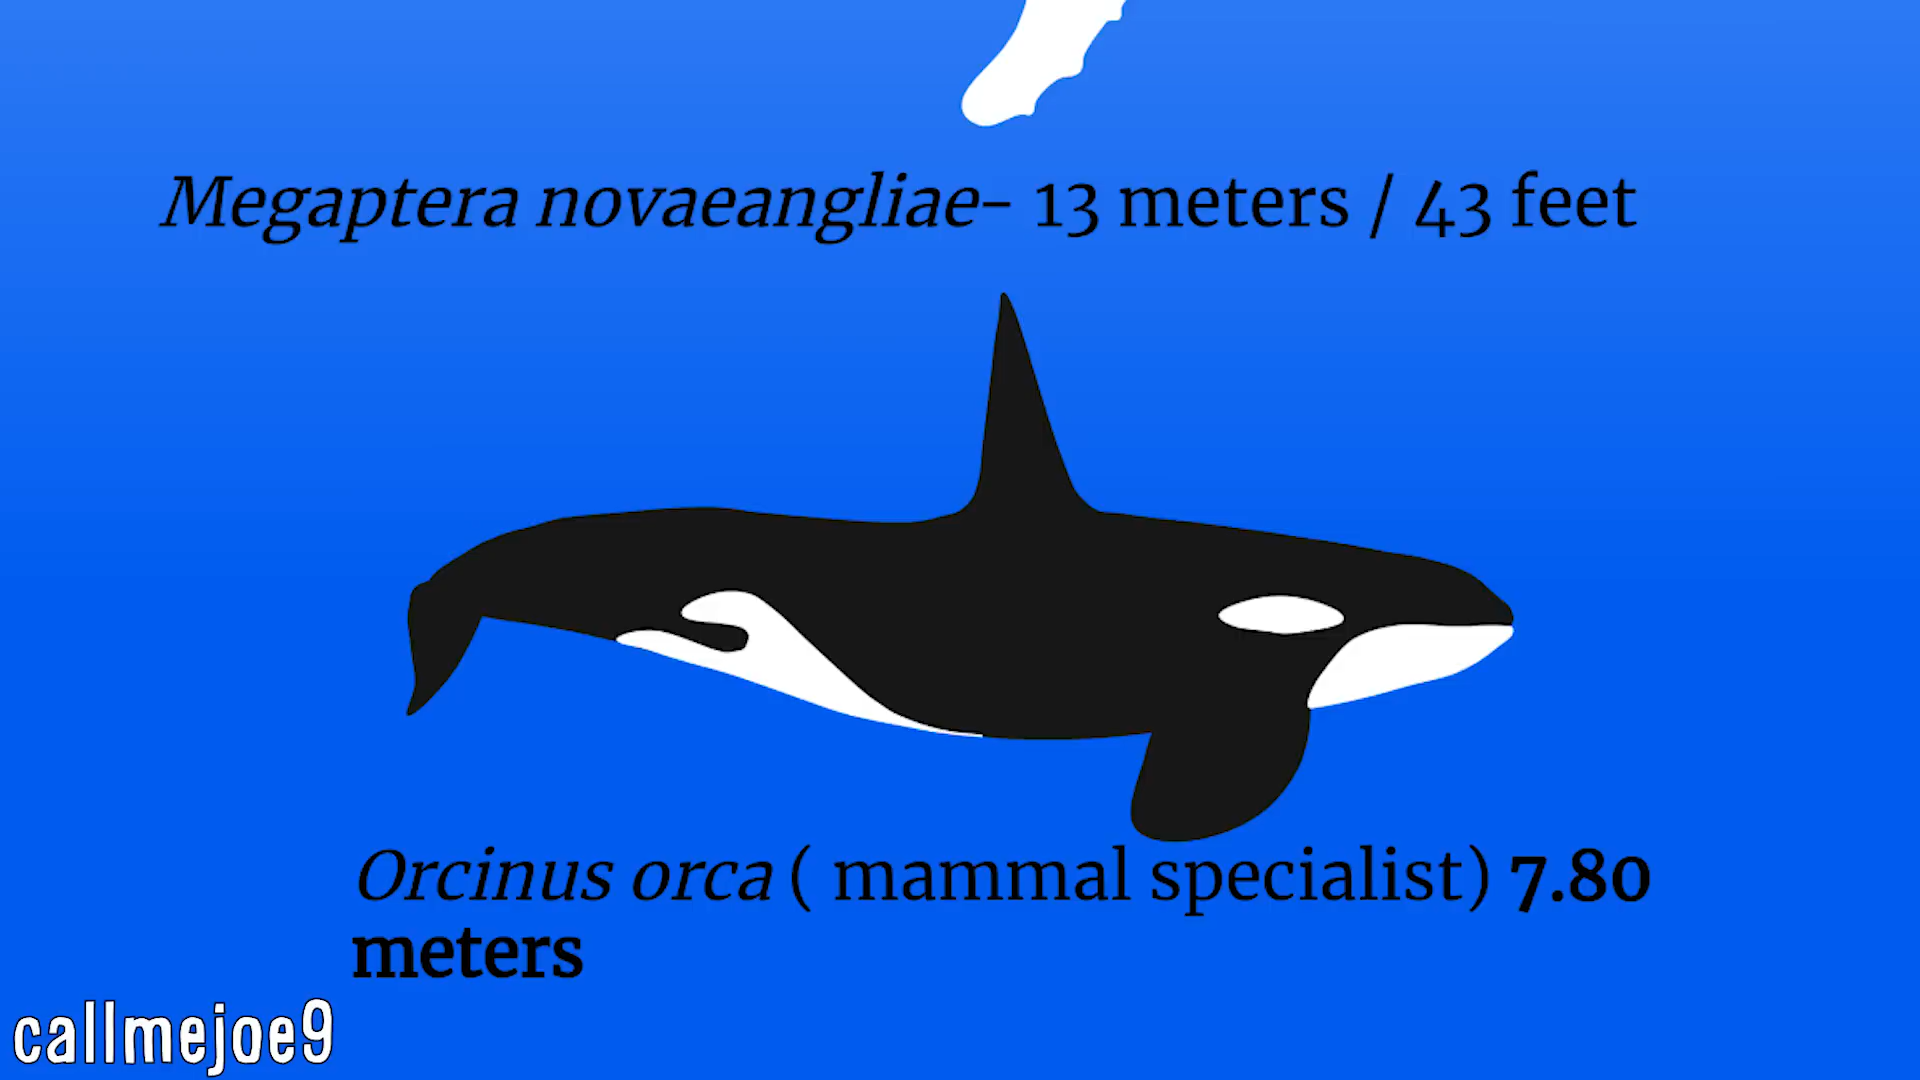 Megaptera novaeangliae- 13 meters / 43 feet
Orcinus orca ( mammal specialist) 7.80
meters
callmejoe9